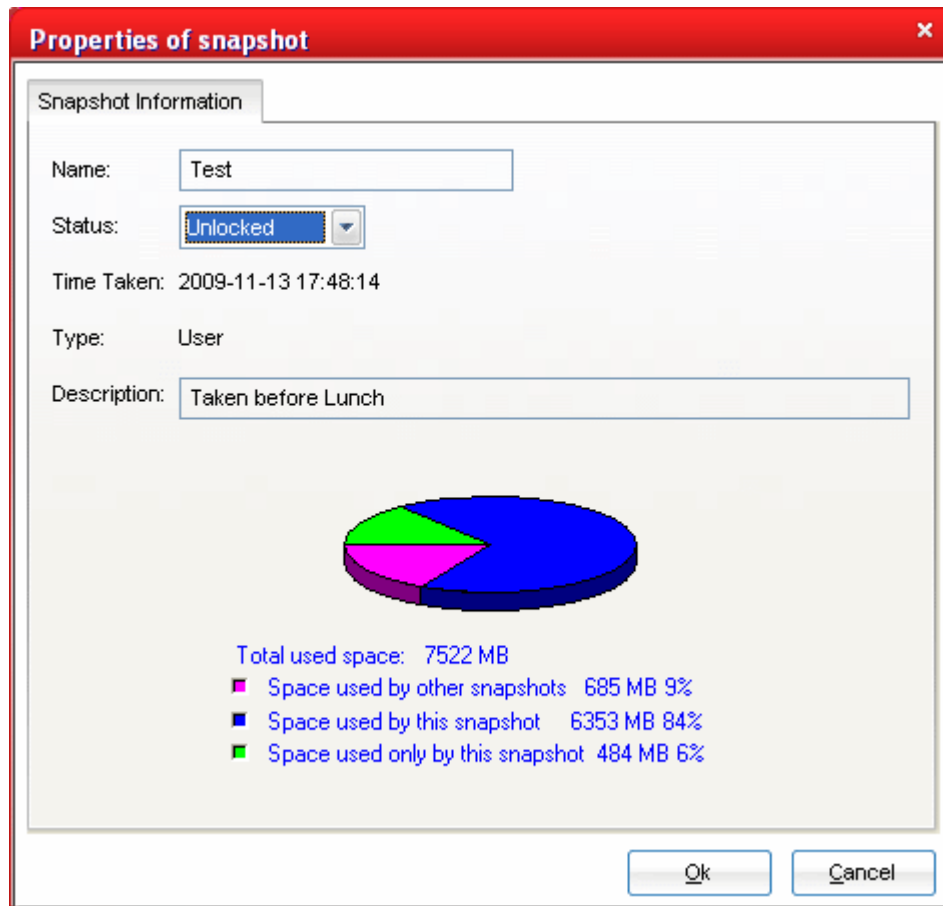 Properties of snapshot
Snapshot Information
Name: Test
Status: Unlocked
Time Taken: 2009-11-13 17:48:14
Type: User
Description: Taken before Lunch
Total used space: 7522 MB
Space used by other snapshots 685 MB 9%
Space used by this snapshot 6353 MB 84%
Space used only by this snapshot 484 MB 6%
Ok Cancel